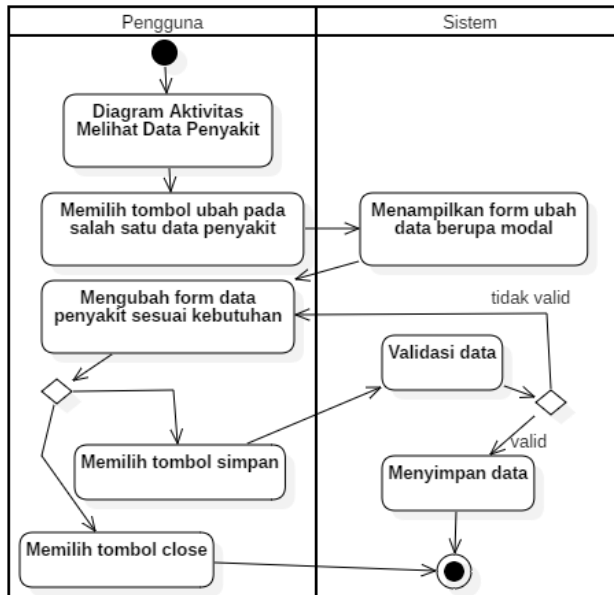 Pengguna
Sistem
Diagram Aktivitas
Melihat Data Penyakit
Memilih tombol ubah pada
salah satu data penyakit
Menampilkan form ubah
data berupa modal
Mengubah form data
penyakit sesuai kebutuhan
tidak valid
Validasi data
valid
Memilih tombol simpan
Menyimpan data
Memilih tombol close